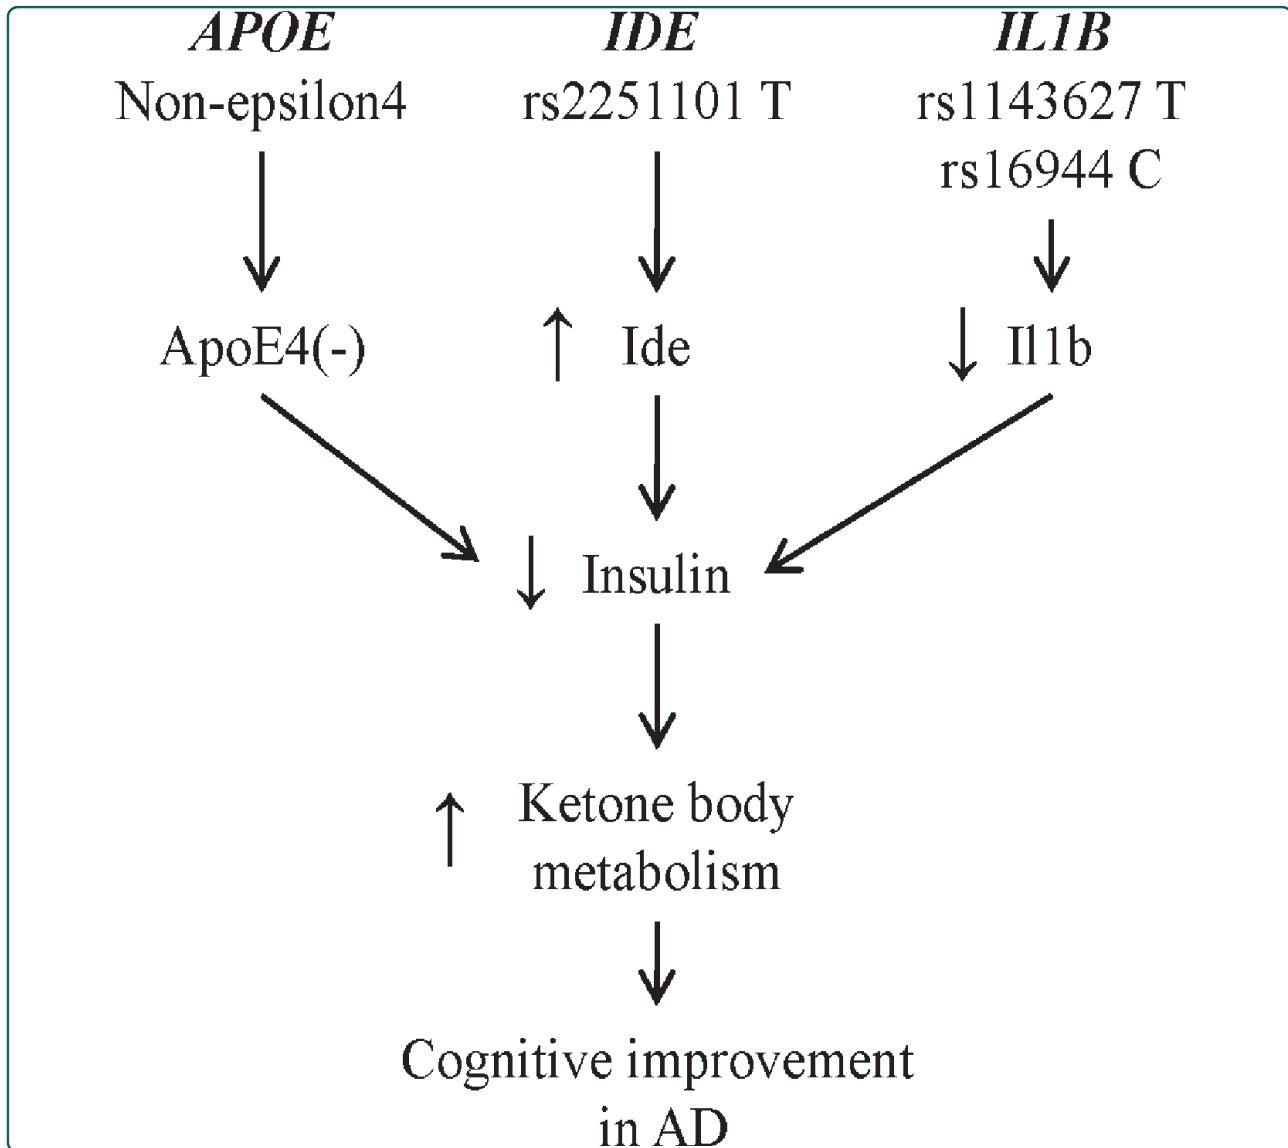 APOE IDE IL1B
Non-epsilon4 rs2251101 T rs1143627 T
rs16944 C
ApoE4(-) ↑ Ide ↓ Il1b
↓ Insulin
↑ Ketone body
metabolism
Cognitive improvement
in AD